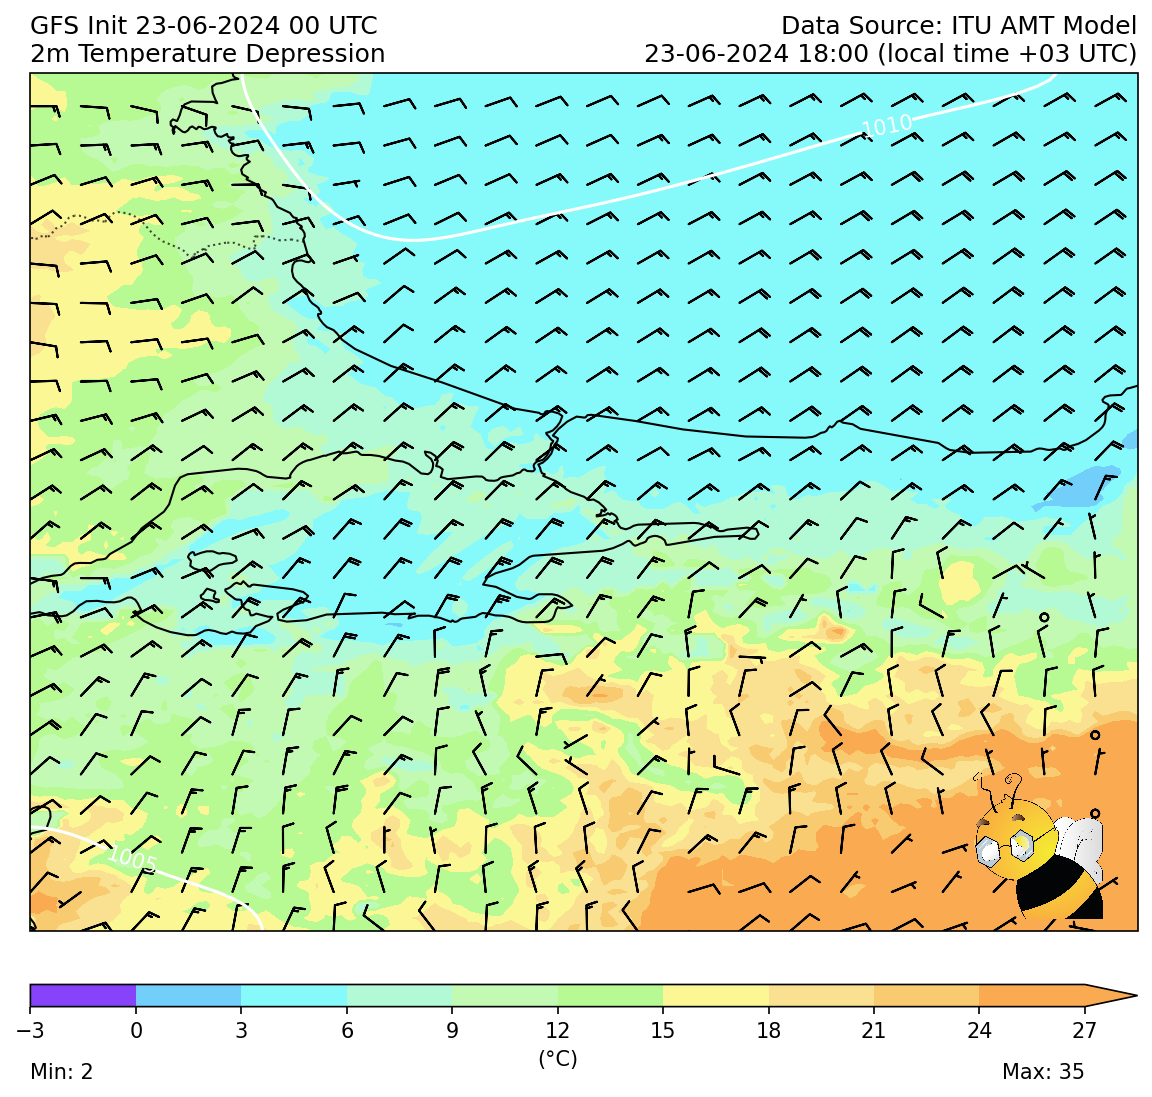 GFS Init 23-06-2024 00 UTC
Data Source: ITU AMT Model
2m Temperature Depression
23-06-2024 18:00 (local time +03 UTC)
1010
1005
−3 0 3 6 9 12 15 18 21 24 27
(°C)
Min: 2
Max: 35